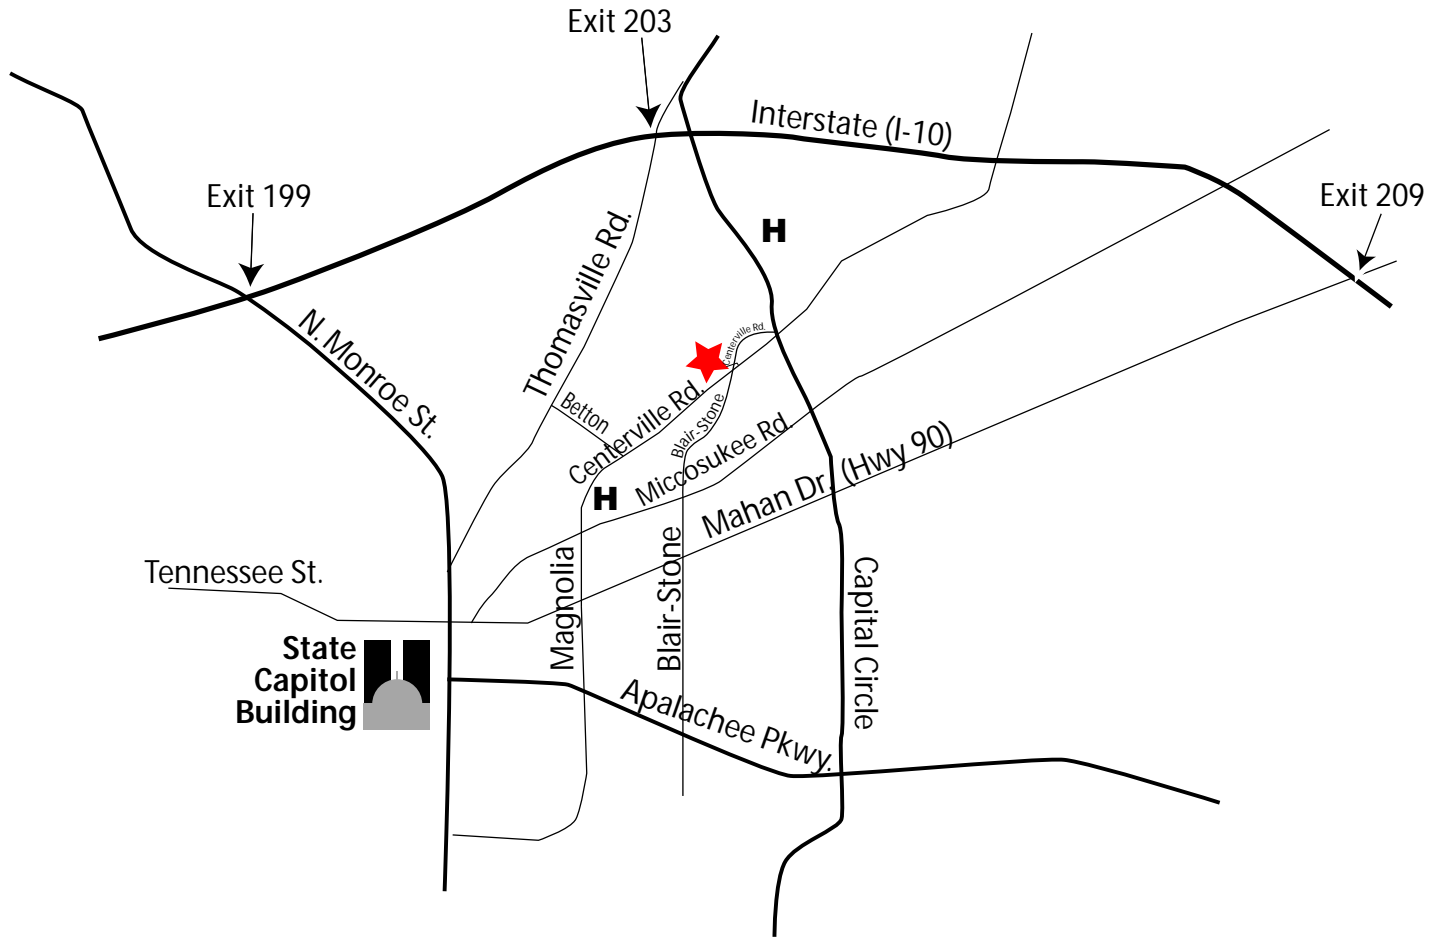 Exit 203
Interstate (I-10)
Exit 199
Exit 209
H
Thomasville Rd.
N. Monroe St.
Centerville Rd.
Betton
Centerville Rd.
Blair-Stone
Miccosukee Rd.
H
Mahan Dr. (Hwy 90)
Tennessee St.
Magnolia
Blair-Stone
Capital Circle
State
Capitol
Building
Apalachee Pkwy.